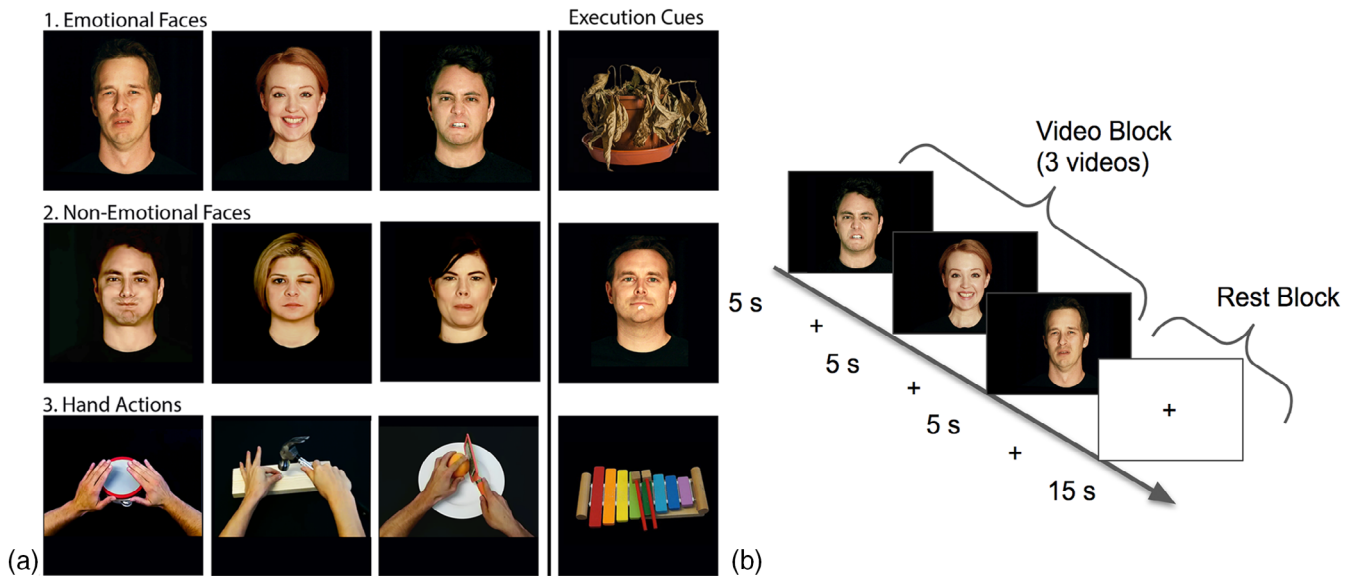 1. Emotional Faces
Execution Cues
2. Non-Emotional Faces
3. Hand Actions
(a)
Video Block
(3 videos)
Rest Block
5 s
+
5 s
+
5 s
+
15 s
+
(b)